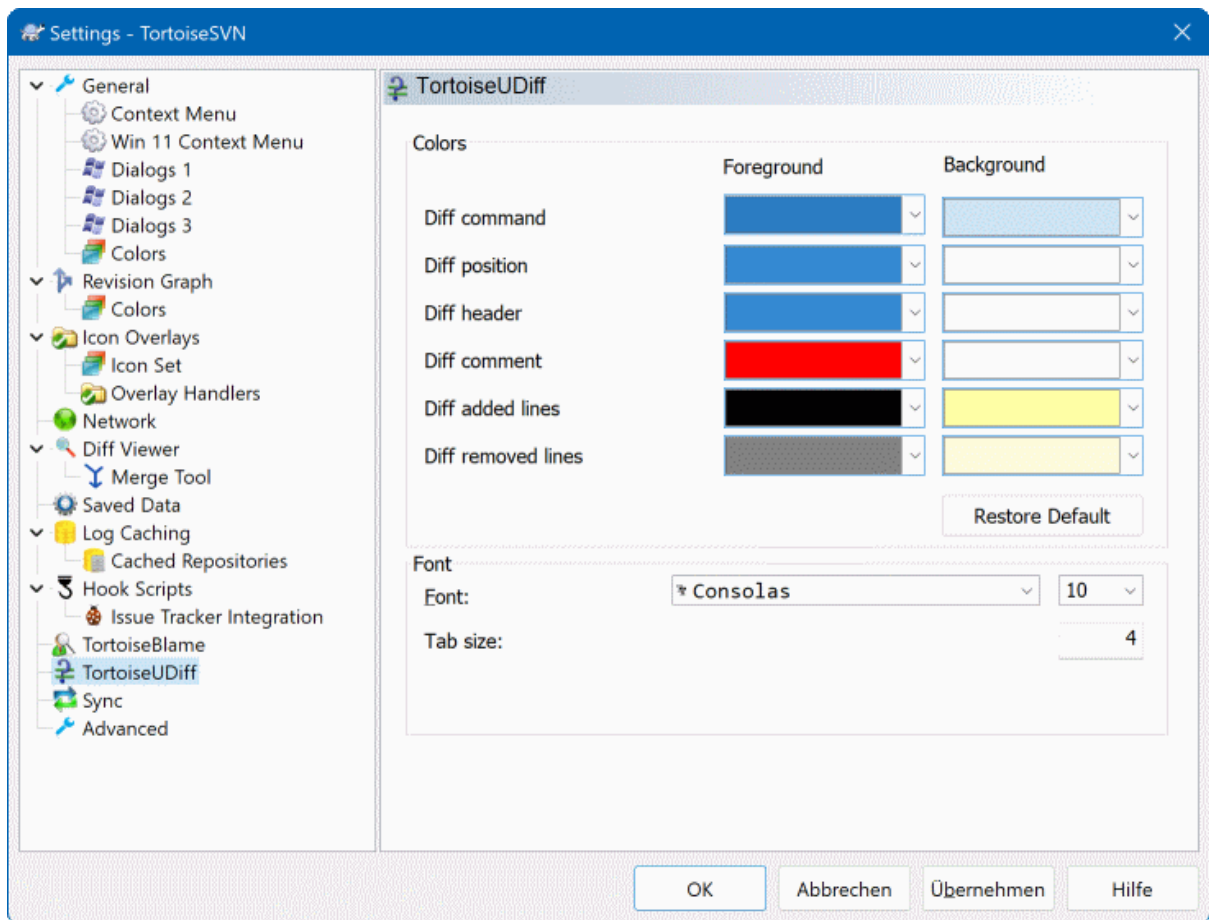 Settings - TortoiseSVN
General
Context Menu
Win 11 Context Menu
Dialogs 1
Dialogs 2
Dialogs 3
Colors
Revision Graph
Colors
Icon Overlays
Icon Set
Overlay Handlers
Network
Diff Viewer
Merge Tool
Saved Data
Log Caching
Cached Repositories
Hook Scripts
Issue Tracker Integration
TortoiseBlame
TortoiseUDiff
Sync
Advanced
TortoiseUDiff
Colors
Foreground Background
Diff command
Diff position
Diff header
Diff comment
Diff added lines
Diff removed lines
Restore Default
Font
Font: Consolas 10
Tab size: 4
OK Abbrechen Übernehmen Hilfe